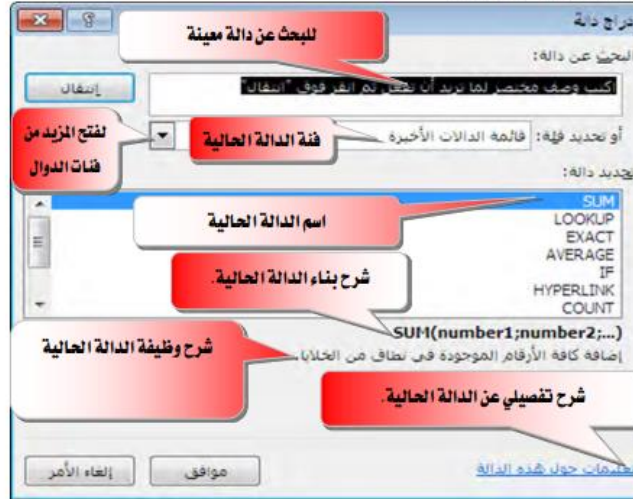 إدراج دالة
للبحث عن دالة معينة
البحث عن دالة:
اكتب وصف مختصر لما تريد أن تفعل ثم انقر فوق "انتقال"
إنتقال
أو تحديد فئة:
قائمة الدالات الأخيرة
فئة الدالة الحالية
لفتح المزيد من
فئات الدوال
تحديد دالة:
SUM
LOOKUP
EXACT
AVERAGE
IF
HYPERLINK
COUNT
اسم الدالة الحالية
شرح بناء الدالة الحالية.
SUM(number1;number2;...)
إضافة كافة الأرقام الموجودة في نطاق من الخلايا.
شرح وظيفة الدالة الحالية
شرح تفصيلي عن الدالة الحالية.
تعليمات حول هذه الدالة
موافق
إلغاء الأمر